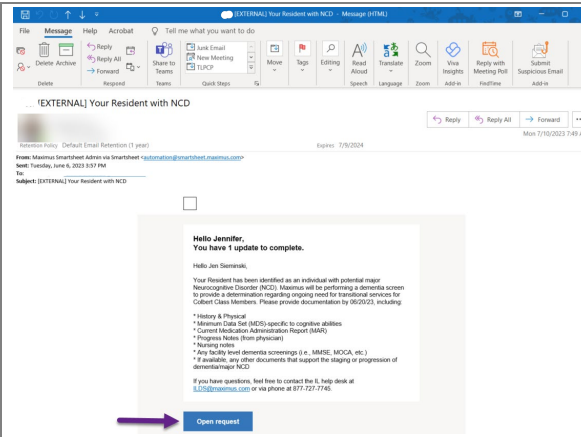 [EXTERNAL] Your Resident with NCD - Message (HTML)
File Message Help Acrobat Tell me what you want to do
Delete Archive
Reply
Reply All
Forward
Share to Teams
Junk Email
New Meeting
TLPCP
Move
Tags
Editing
Read Aloud
Translate
Zoom
Viva Insights
Reply with Meeting Poll
Submit Suspicious Email
Delete Respond Teams Quick Steps Speech Language Zoom Add-in FindTime Add-in
[EXTERNAL] Your Resident with NCD
Reply Reply All Forward
Mon 7/10/2023 7:49 A
Retention Policy Default Email Retention (1 year) Expires 7/9/2024
From: Maximus Smartsheet Admin via Smartsheet <automation@smartsheet.maximus.com>
Sent: Tuesday, June 6, 2023 3:57 PM
To:
Subject: [EXTERNAL] Your Resident with NCD
Hello Jennifer,
You have 1 update to complete.
Hello Jen Sieminski,
Your Resident has been identified as an individual with potential major
Neurocognitive Disorder (NCD). Maximus will be performing a dementia screen
to provide a determination regarding ongoing need for transitional services for
Colbert Class Members. Please provide documentation by 06/20/23, including:
* History & Physical
* Minimum Data Set (MDS)-specific to cognitive abilities
* Current Medication Administration Report (MAR)
* Progress Notes (from physician)
* Nursing notes
* Any facility level dementia screenings (i.e., MMSE, MOCA, etc.)
* If available, any other documents that support the staging or progression of
dementia/major NCD
If you have questions, feel free to contact the IL help desk at
ILDS@maximus.com or via phone at 877-727-7745.
Open request